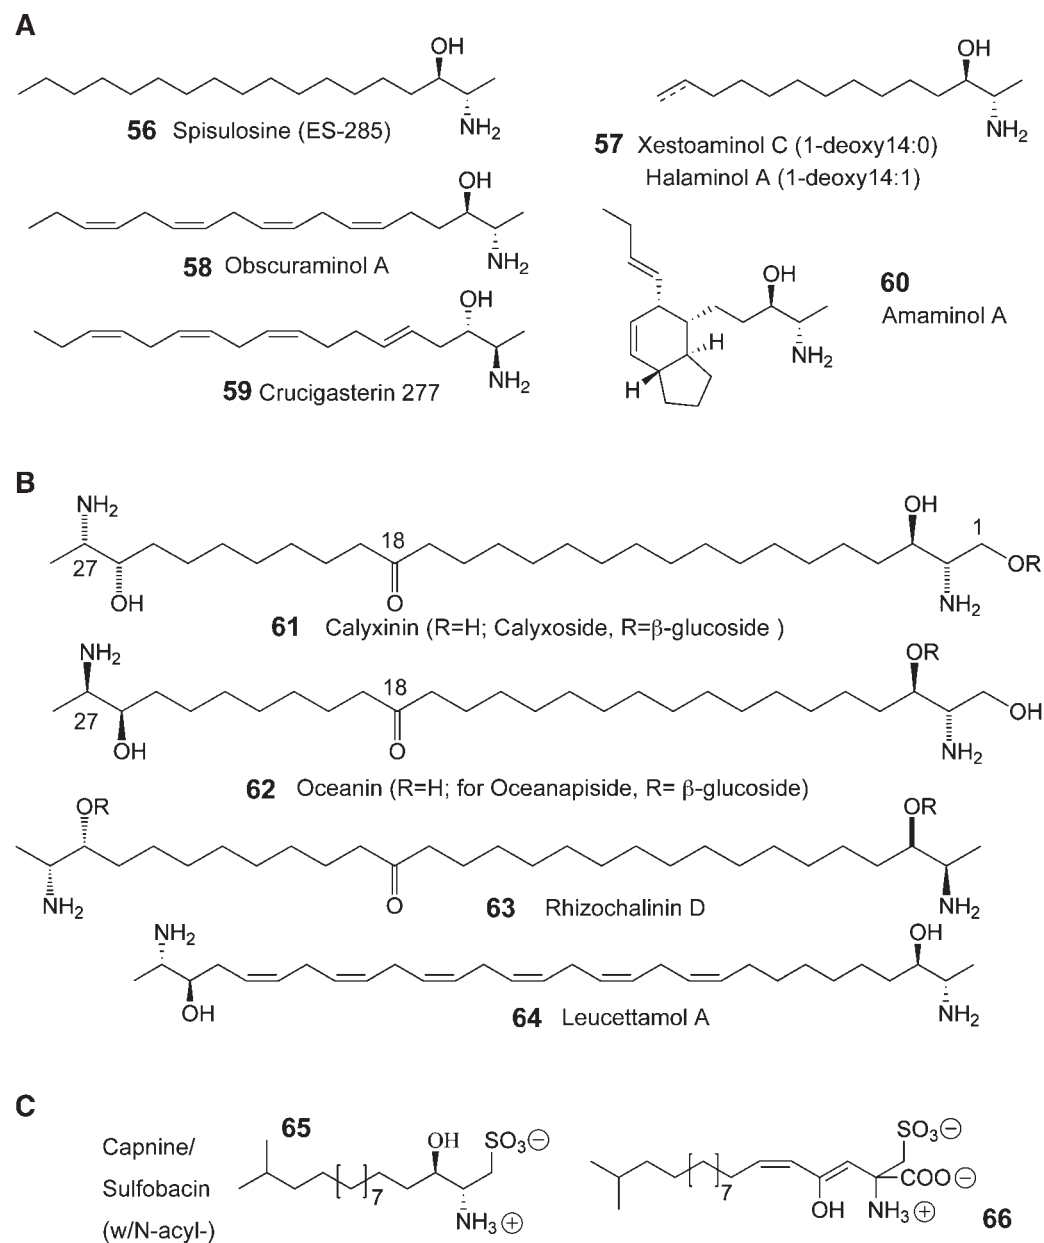 A
OH
NH2
56 Spisulosine (ES-285)
OH
NH2
57 Xestoaminol C (1-deoxy14:0)
Halaminol A (1-deoxy14:1)
OH
NH2
58 Obscuraminol A
OH
NH2
59 Crucigasterin 277
OH
NH2
H
H
60
Amaminol A
B
NH2
27
OH
18
O
OH
1
OR
NH2
61 Calyxinin (R=H; Calyxoside, R=β-glucoside )
NH2
27
OH
18
O
OR
OH
NH2
62 Oceanin (R=H; for Oceanapiside, R= β-glucoside)
OR
NH2
O
OR
NH2
63 Rhizochalinin D
NH2
OH
OH
NH2
64 Leucettamol A
C
Capnine/
Sulfobacin
(w/N-acyl-)
65
7
OH
SO3−
NH3+
7
OH
SO3−
COO−
NH3+
66